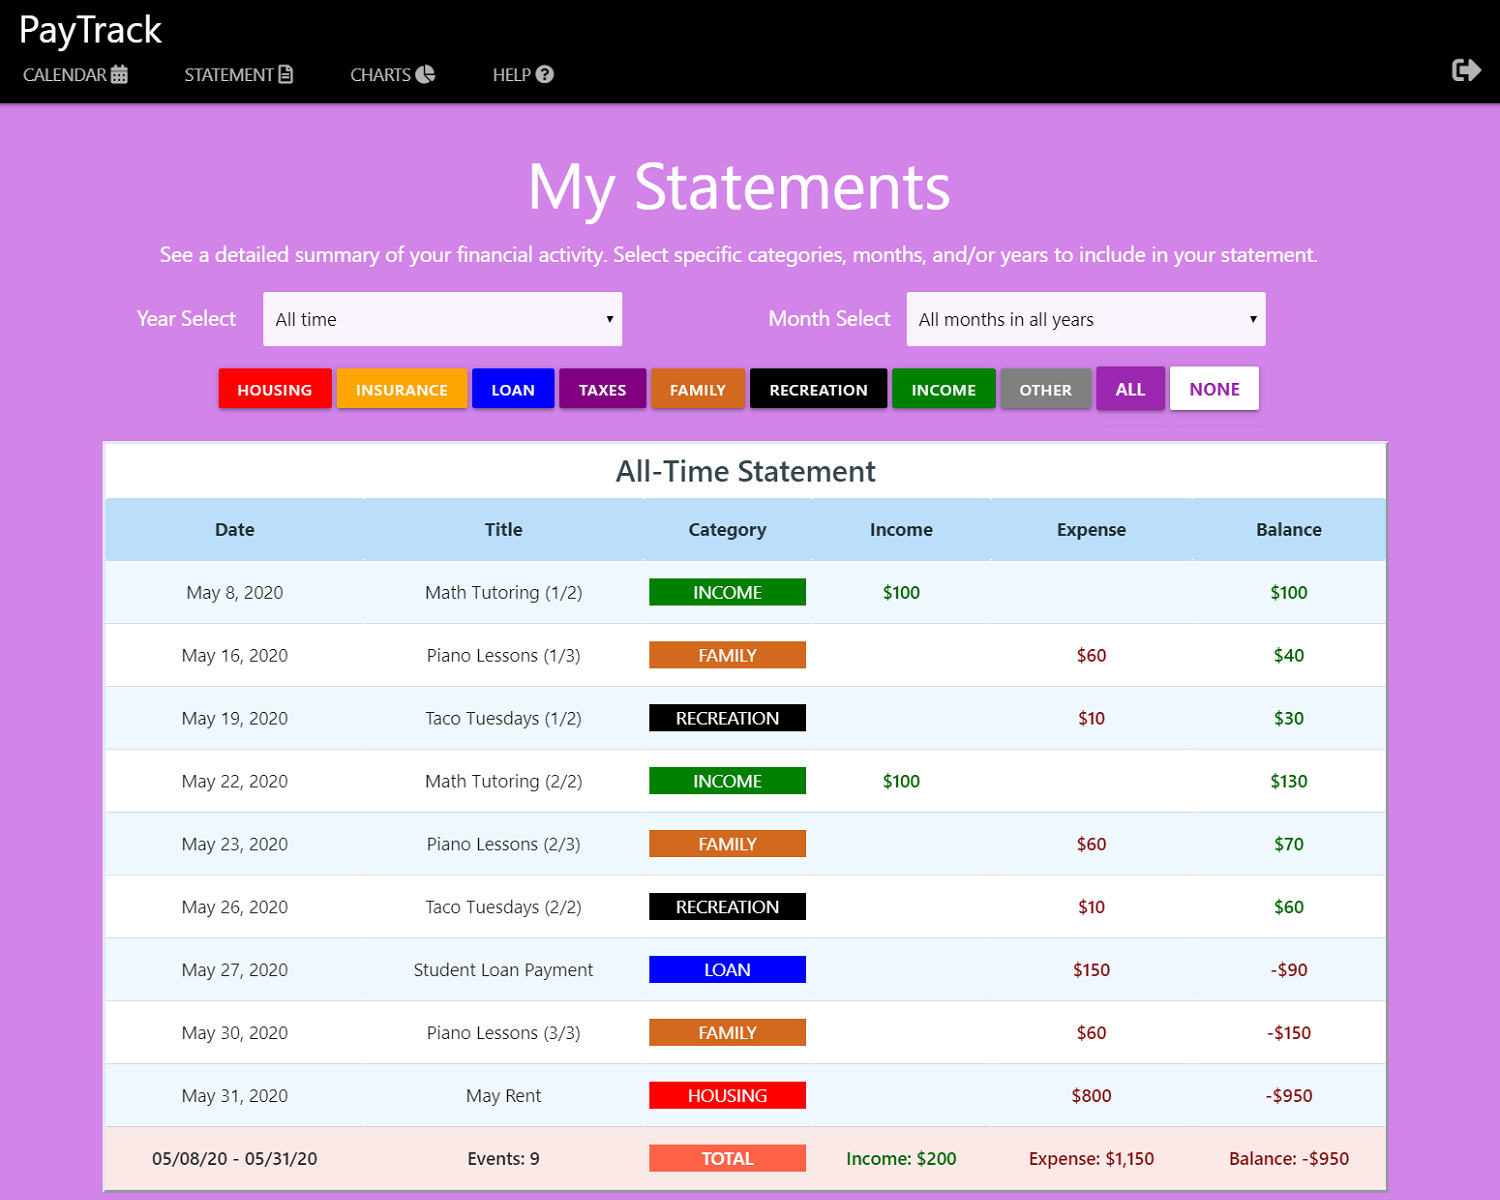 PayTrack
CALENDAR STATEMENT CHARTS HELP ?
My Statements
See a detailed summary of your financial activity. Select specific categories, months, and/or years to include in your statement.
Year Select All time Month Select All months in all years
HOUSING INSURANCE LOAN TAXES FAMILY RECREATION INCOME OTHER ALL NONE
All-Time Statement
Date Title Category Income Expense Balance
May 8, 2020 Math Tutoring (1/2) INCOME $100 $100
May 16, 2020 Piano Lessons (1/3) FAMILY $60 $40
May 19, 2020 Taco Tuesdays (1/2) RECREATION $10 $30
May 22, 2020 Math Tutoring (2/2) INCOME $100 $130
May 23, 2020 Piano Lessons (2/3) FAMILY $60 $70
May 26, 2020 Taco Tuesdays (2/2) RECREATION $10 $60
May 27, 2020 Student Loan Payment LOAN $150 -$90
May 30, 2020 Piano Lessons (3/3) FAMILY $60 -$150
May 31, 2020 May Rent HOUSING $800 -$950
05/08/20 - 05/31/20 Events: 9 TOTAL Income: $200 Expense: $1,150 Balance: -$950